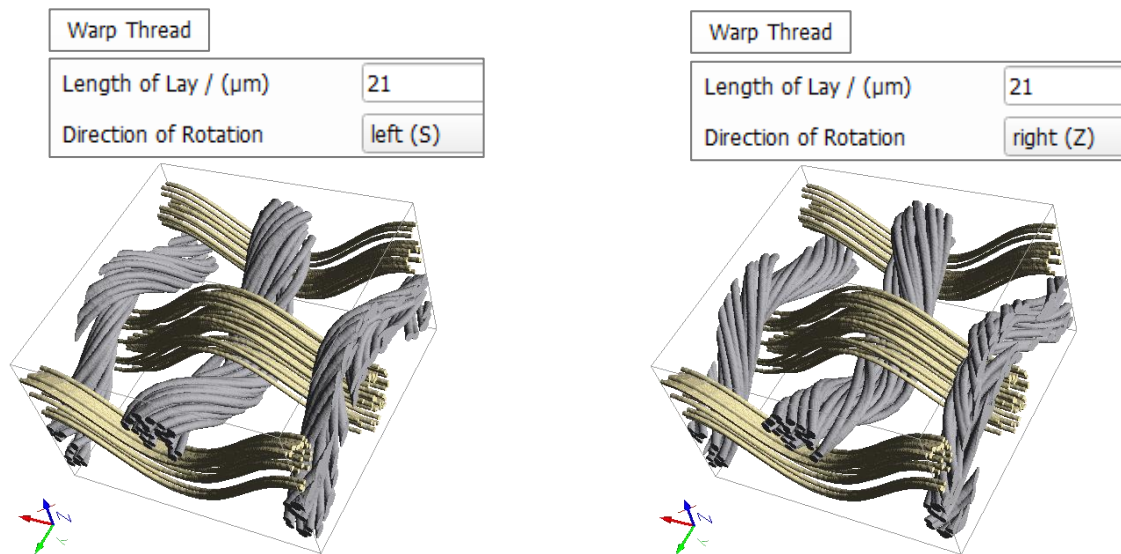 Warp Thread
Length of Lay / (µm) 21
Direction of Rotation left (S)
Z
Y
Warp Thread
Length of Lay / (µm) 21
Direction of Rotation right (Z)
Z
Y